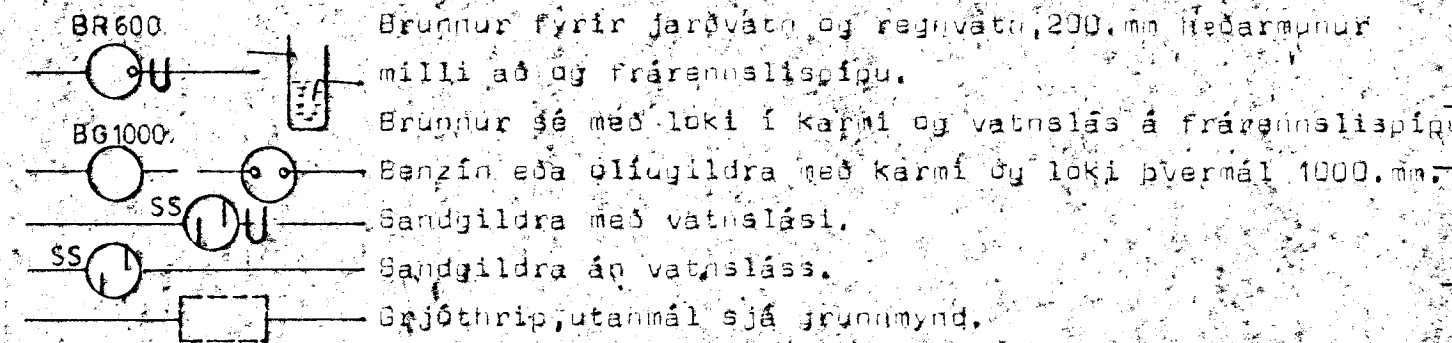 BR600. Brunnur fyrir jarðvatn og regnvatn,200.mm hæðarmunur
milli að og frárennslispípu.
Brunnur sé með loki í karmi og vatnslás á frárennslispípu
BG1000. Benzín eða olíugildra með karmi og loki þvermál 1000.mm.
SS Sandgildra með vatnslási.
SS Sandgildra án vatnsláss.
Grjóthrip,utanmál sjá grunnmynd.